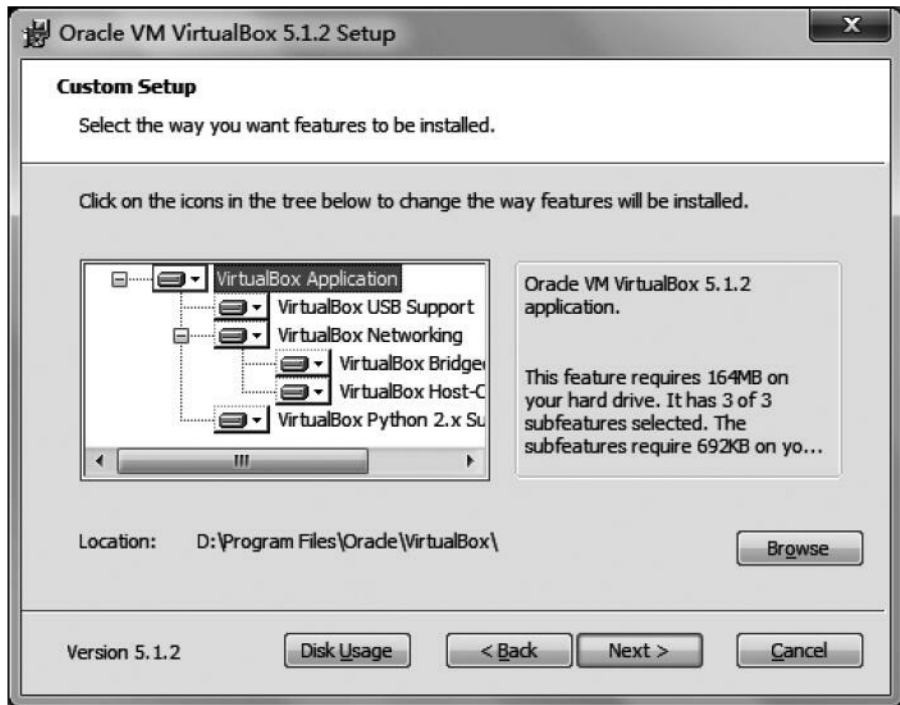 Oracle VM VirtualBox 5.1.2 Setup
Custom Setup
Select the way you want features to be installed.
Click on the icons in the tree below to change the way features will be installed.
VirtualBox Application
VirtualBox USB Support
VirtualBox Networking
VirtualBox Bridge
VirtualBox Host-C
VirtualBox Python 2.x Su
Oracle VM VirtualBox 5.1.2
application.
This feature requires 164MB on
your hard drive. It has 3 of 3
subfeatures selected. The
subfeatures require 692KB on yo...
Location: D:\Program Files\Oracle\VirtualBox\
Browse
Version 5.1.2 Disk Usage < Back Next > Cancel